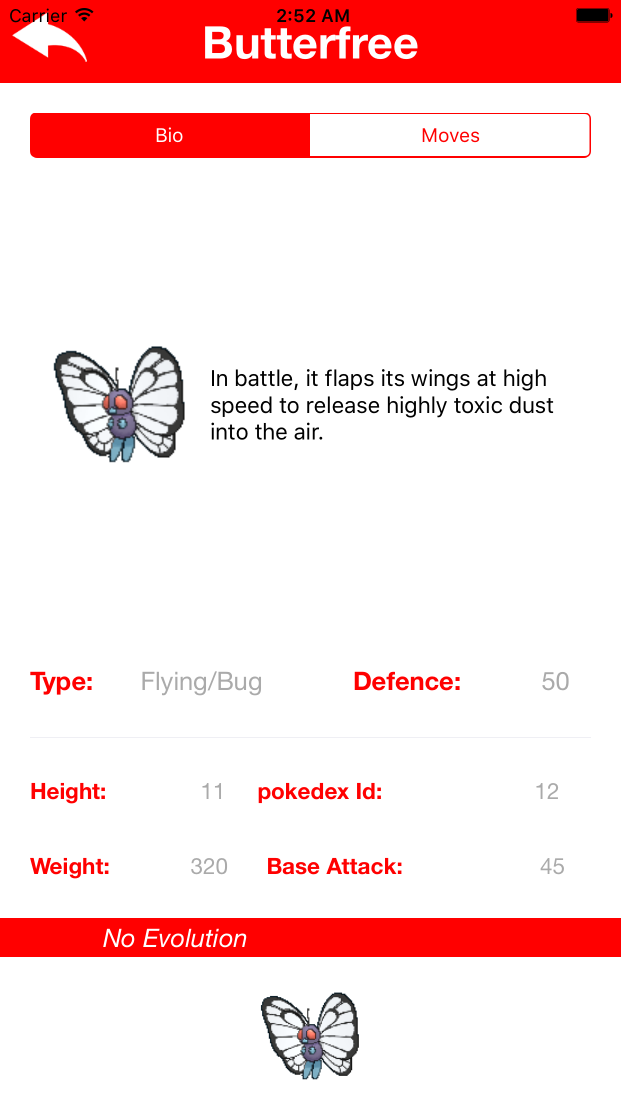 Carrier 2:52 AM
Butterfree
Bio Moves
In battle, it flaps its wings at high
speed to release highly toxic dust
into the air.
Type: Flying/Bug Defence: 50
Height: 11 pokedex Id: 12
Weight: 320 Base Attack: 45
No Evolution